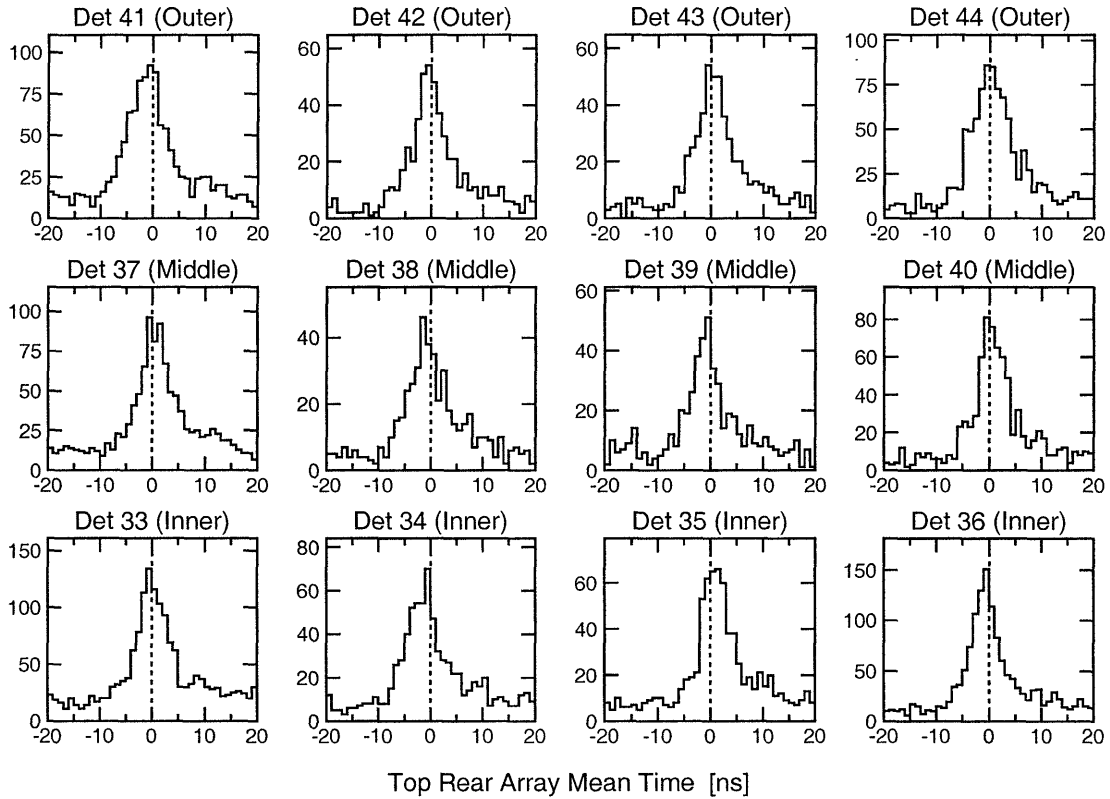 Det 41 (Outer) Det 42 (Outer) Det 43 (Outer) Det 44 (Outer)
100 75 50 25 0
60 40 20 0
60 40 20 0
100 75 50 25 0
-20 -10 0 10 20 -20 -10 0 10 20 -20 -10 0 10 20 -20 -10 0 10 20
Det 37 (Middle) Det 38 (Middle) Det 39 (Middle) Det 40 (Middle)
100 75 50 25 0
40 20 0
60 40 20 0
80 60 40 20 0
-20 -10 0 10 20 -20 -10 0 10 20 -20 -10 0 10 20 -20 -10 0 10 20
Det 33 (Inner) Det 34 (Inner) Det 35 (Inner) Det 36 (Inner)
150 100 50 0
80 60 40 20 0
60 40 20 0
150 100 50 0
-20 -10 0 10 20 -20 -10 0 10 20 -20 -10 0 10 20 -20 -10 0 10 20
Top Rear Array Mean Time [ns]